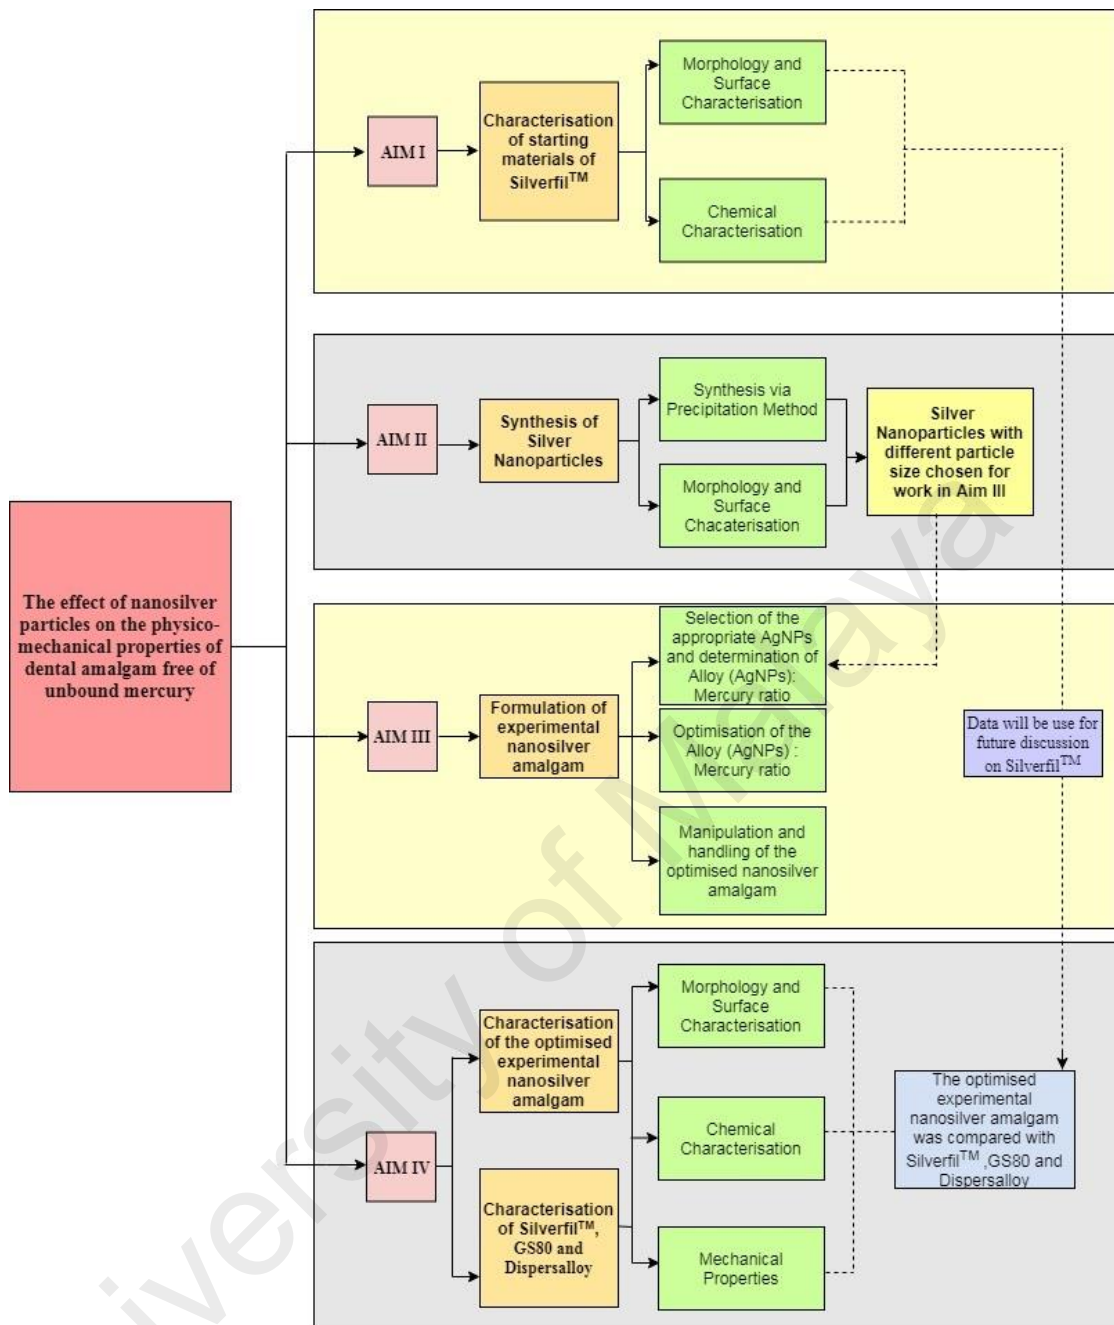 The effect of nanosilver
particles on the physico-
mechanical properties of
dental amalgam free of
unbound mercury
AIM I
Characterisation
of starting
materials of
Silverfil™
Morphology and
Surface
Characterisation
Chemical
Characterisation
AIM II
Synthesis of
Silver
Nanoparticles
Synthesis via
Precipitation Method
Morphology and
Surface
Chacaterisation
Silver
Nanoparticles with
different particle
size chosen for
work in Aim III
AIM III
Formulation of
experimental
nanosilver
amalgam
Selection of the
appropriate AgNPs
and determination of
Alloy (AgNPs):
Mercury ratio
Optimisation of the
Alloy (AgNPs) :
Mercury ratio
Manipulation and
handling of the
optimised nanosilver
amalgam
Data will be use for
future discussion
on Silverfil™
AIM IV
Characterisation
of the optimised
experimental
nanosilver
amalgam
Characterisation
of Silverfil™,
GS80 and
Dispersalloy
Morphology and
Surface
Characterisation
Chemical
Characterisation
Mechanical
Properties
The optimised
experimental
nanosilver amalgam
was compared with
Silverfil™ ,GS80 and
Dispersalloy
iversity of Malaya